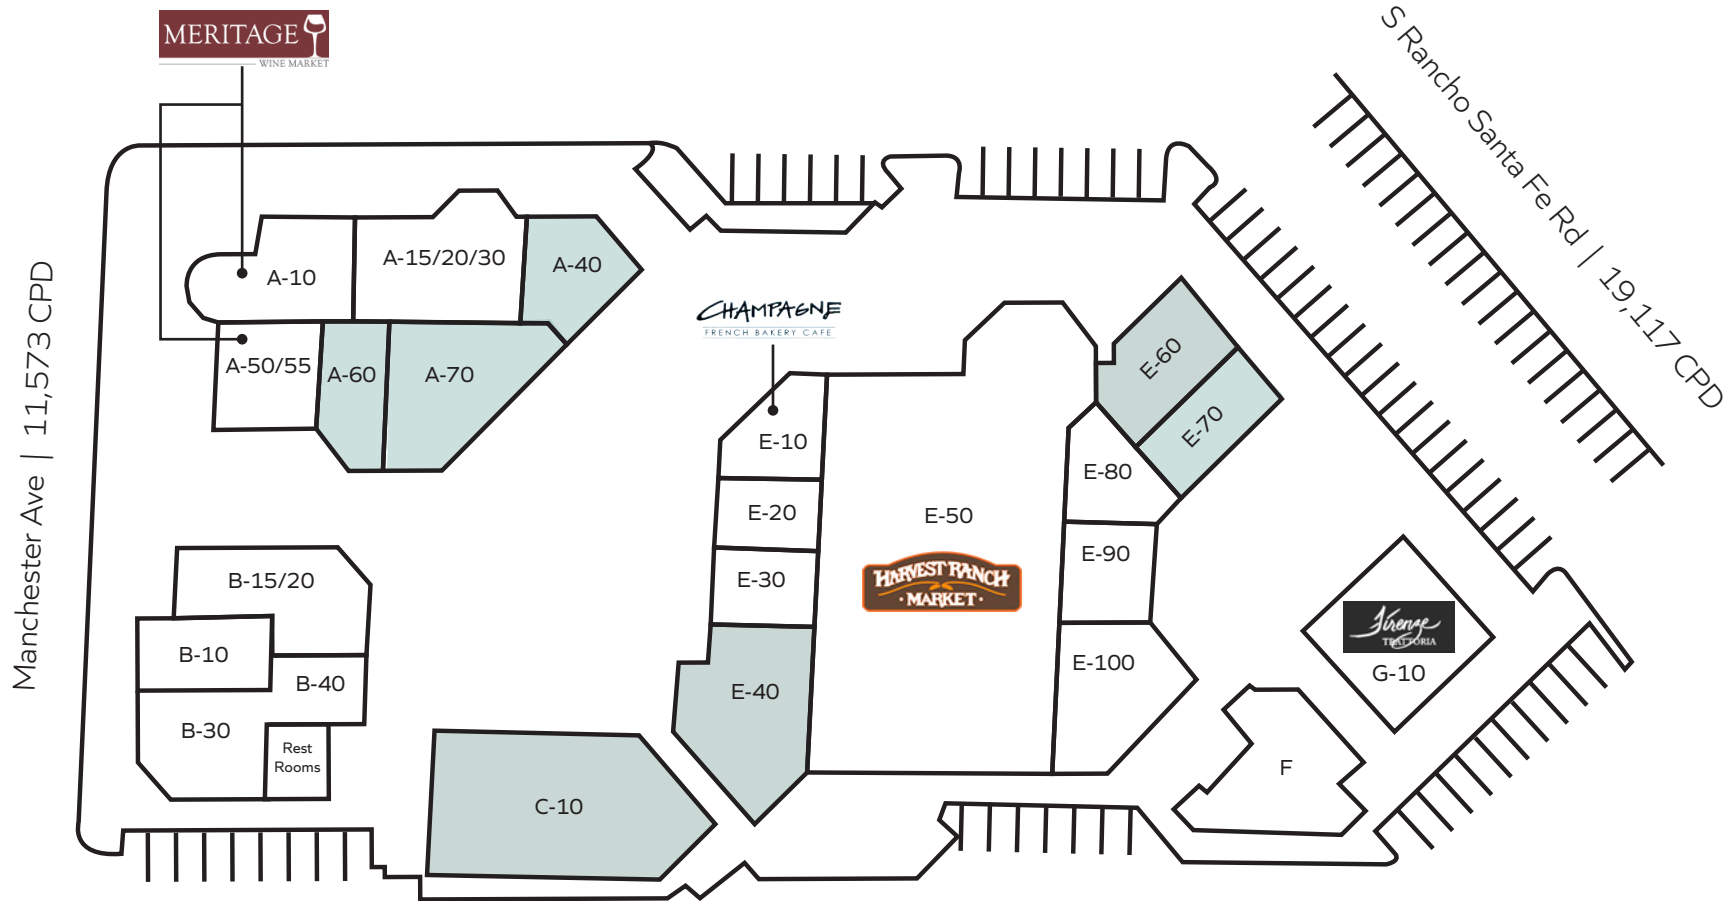 MERITAGE
WINE MARKET
S Rancho Santa Fe Rd | 19,117 CPD
Manchester Ave | 11,573 CPD
A-10
A-15/20/30
A-40
A-50/55
A-60
A-70
CHAMPAGNE
FRENCH BAKERY CAFE
E-10
E-20
E-30
E-40
E-50
HARVEST RANCH
· MARKET ·
E-60
E-70
E-80
E-90
E-100
B-15/20
B-10
B-40
B-30
Rest
Rooms
C-10
Firenze
TRATTORIA
G-10
F